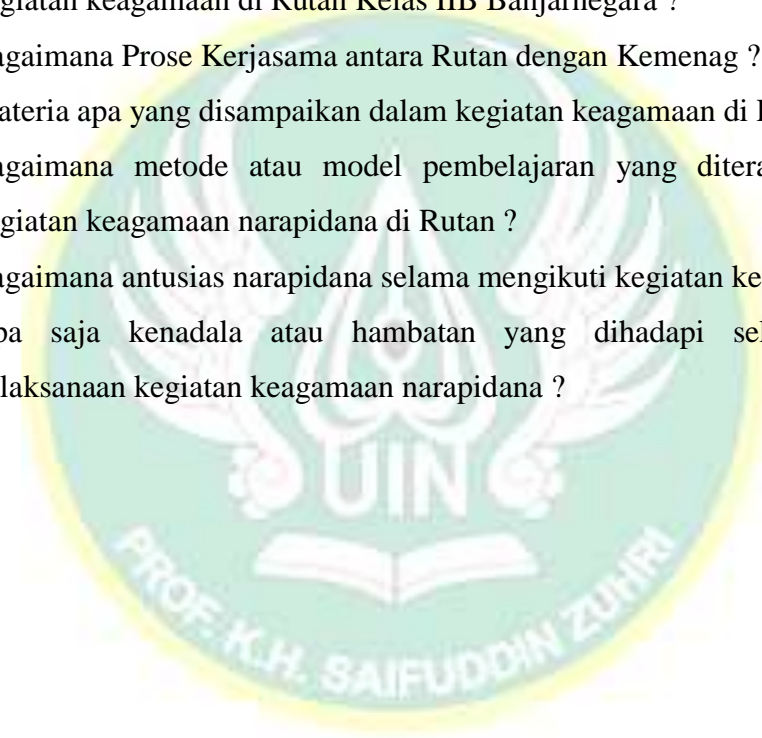 giatan keagamaan di Rutan Kelas IIB Banjarnegara ?
agaimana Prose Kerjasama antara Rutan dengan Kemenag ?
ateria apa yang disampaikan dalam kegiatan keagamaan di
agaimana metode atau model pembelajaran yang ditera
giatan keagamaan narapidana di Rutan ?
agaimana antusias narapidana selama mengikuti kegiatan ke
pa saja kenadala atau hambatan yang dihadapi sel
laksanaan kegiatan keagamaan narapidana ?
UIN
PROF. K.H. SAIFUDDIN ZUHRI